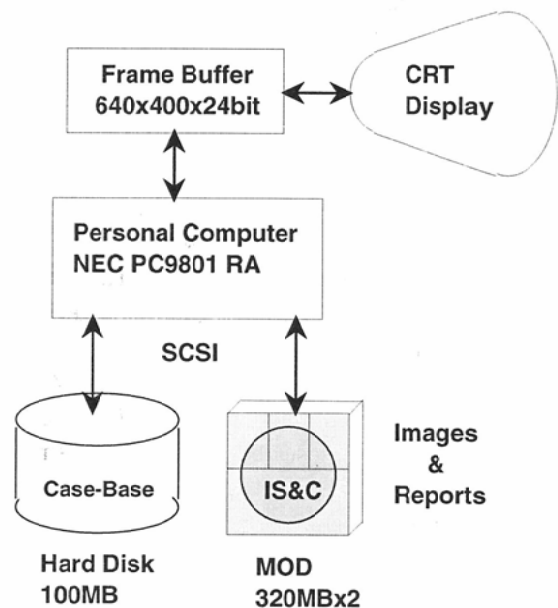 Frame Buffer
640x400x24bit
CRT
Display
Personal Computer
NEC PC9801 RA
SCSI
Case-Base
IS&C
Images
&
Reports
Hard Disk
100MB
MOD
320MBx2